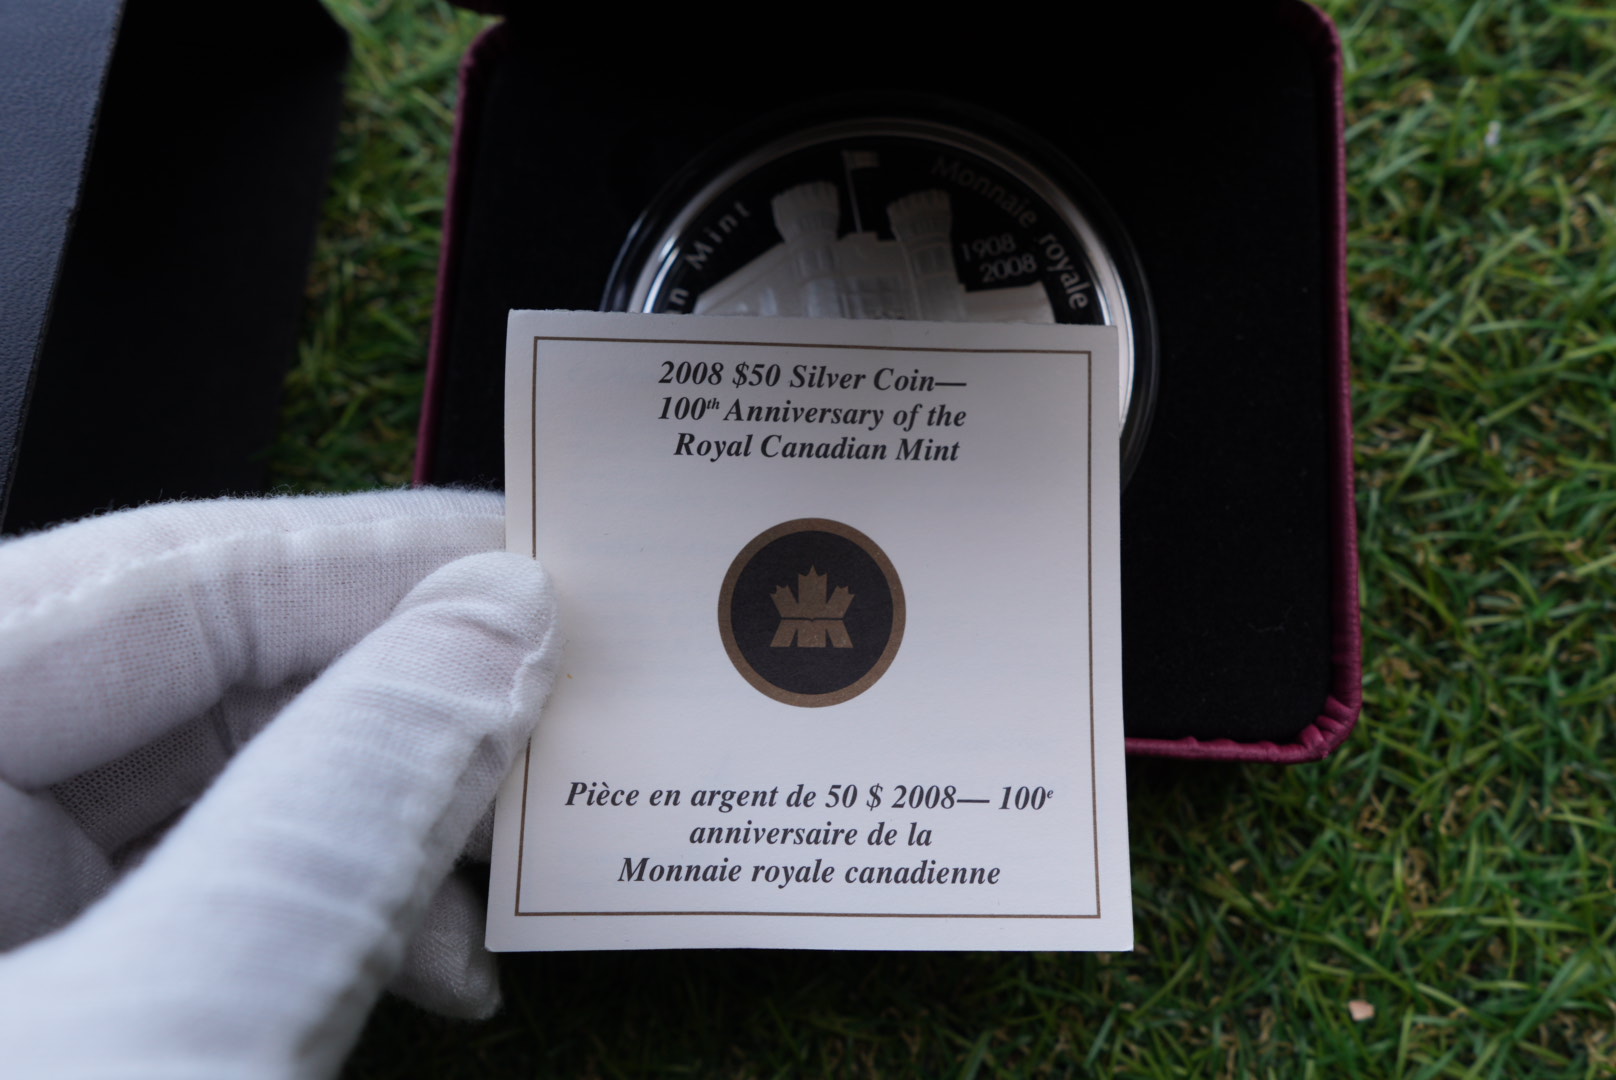 Mint
Monnaie royale
1908
2008
2008 $50 Silver Coin—
100th Anniversary of the
Royal Canadian Mint
Pièce en argent de 50 $ 2008— 100e
anniversaire de la
Monnaie royale canadienne